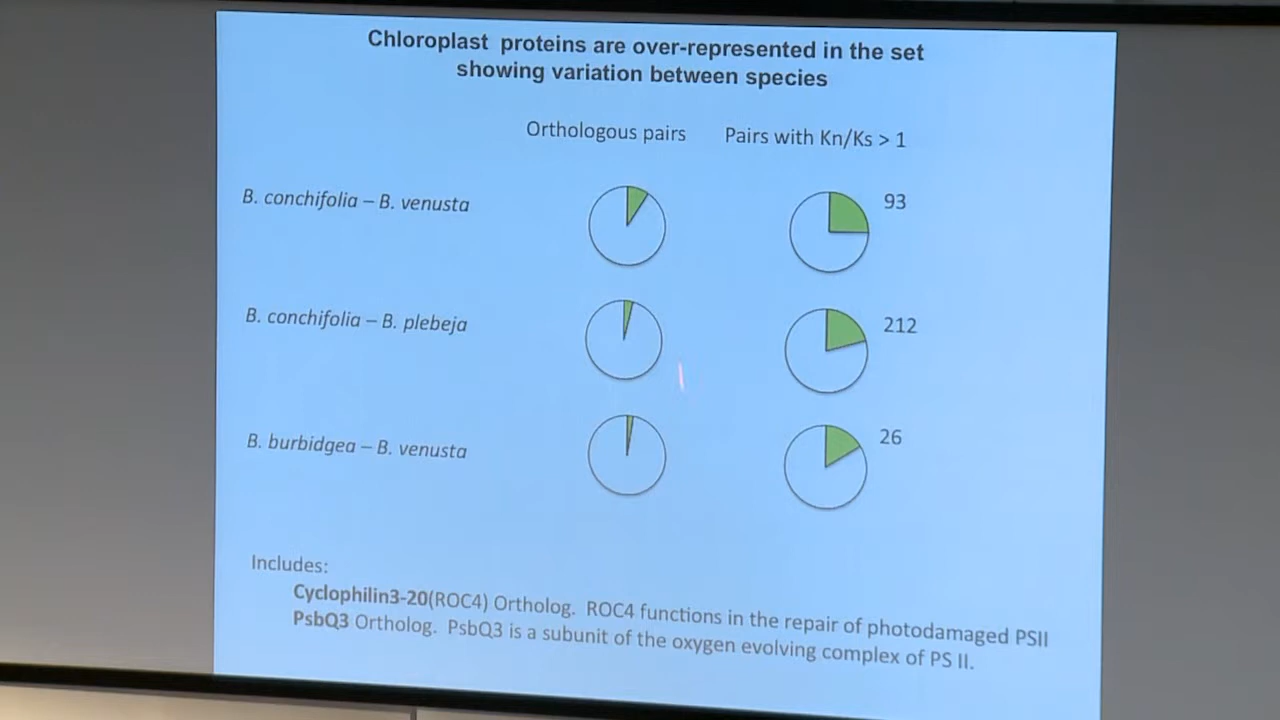 Chloroplast proteins are over-represented in the set
showing variation between species
Orthologous pairs
Pairs with Kn/Ks > 1
B. conchifolia – B. venusta
93
B. conchifolia – B. plebeja
212
B. burbidgea – B. venusta
26
Includes:
Cyclophilin3-20(ROC4) Ortholog. ROC4 functions in the repair of photodamaged PSII
PsbQ3 Ortholog. PsbQ3 is a subunit of the oxygen evolving complex of PS II.